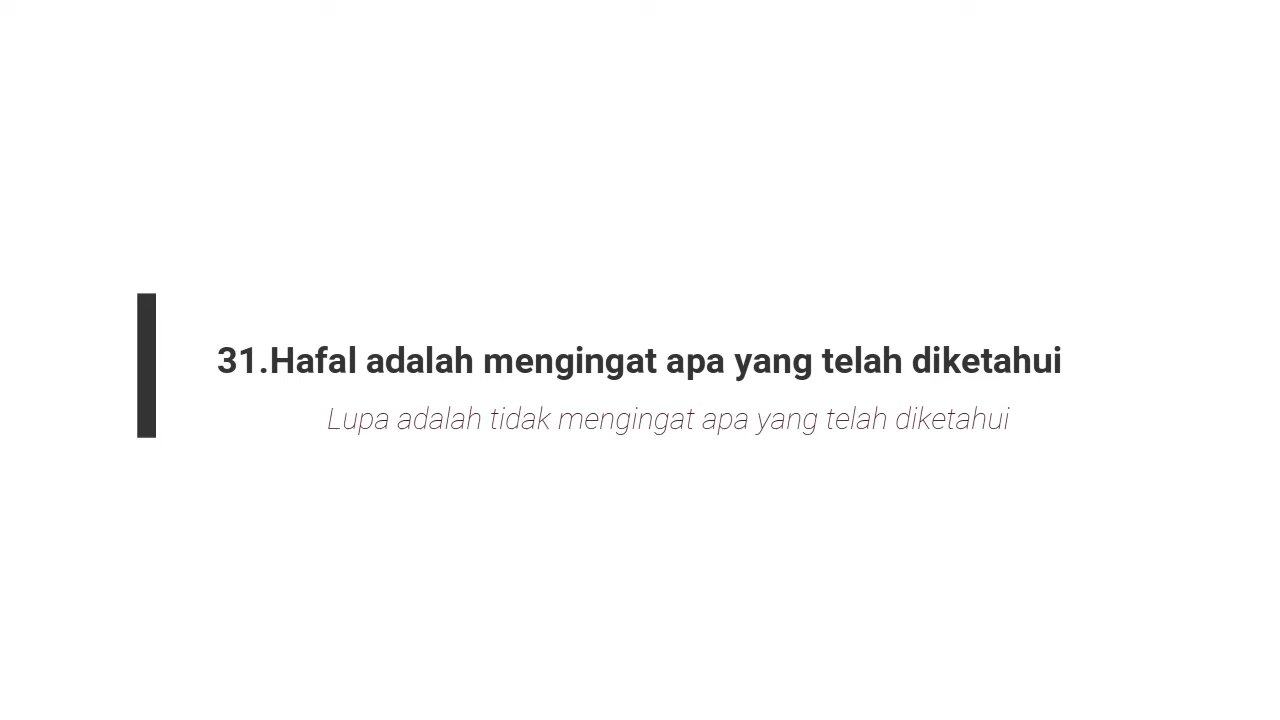 31.Hafal adalah mengingat apa yang telah diketahui
Lupa adalah tidak mengingat apa yang telah diketahui